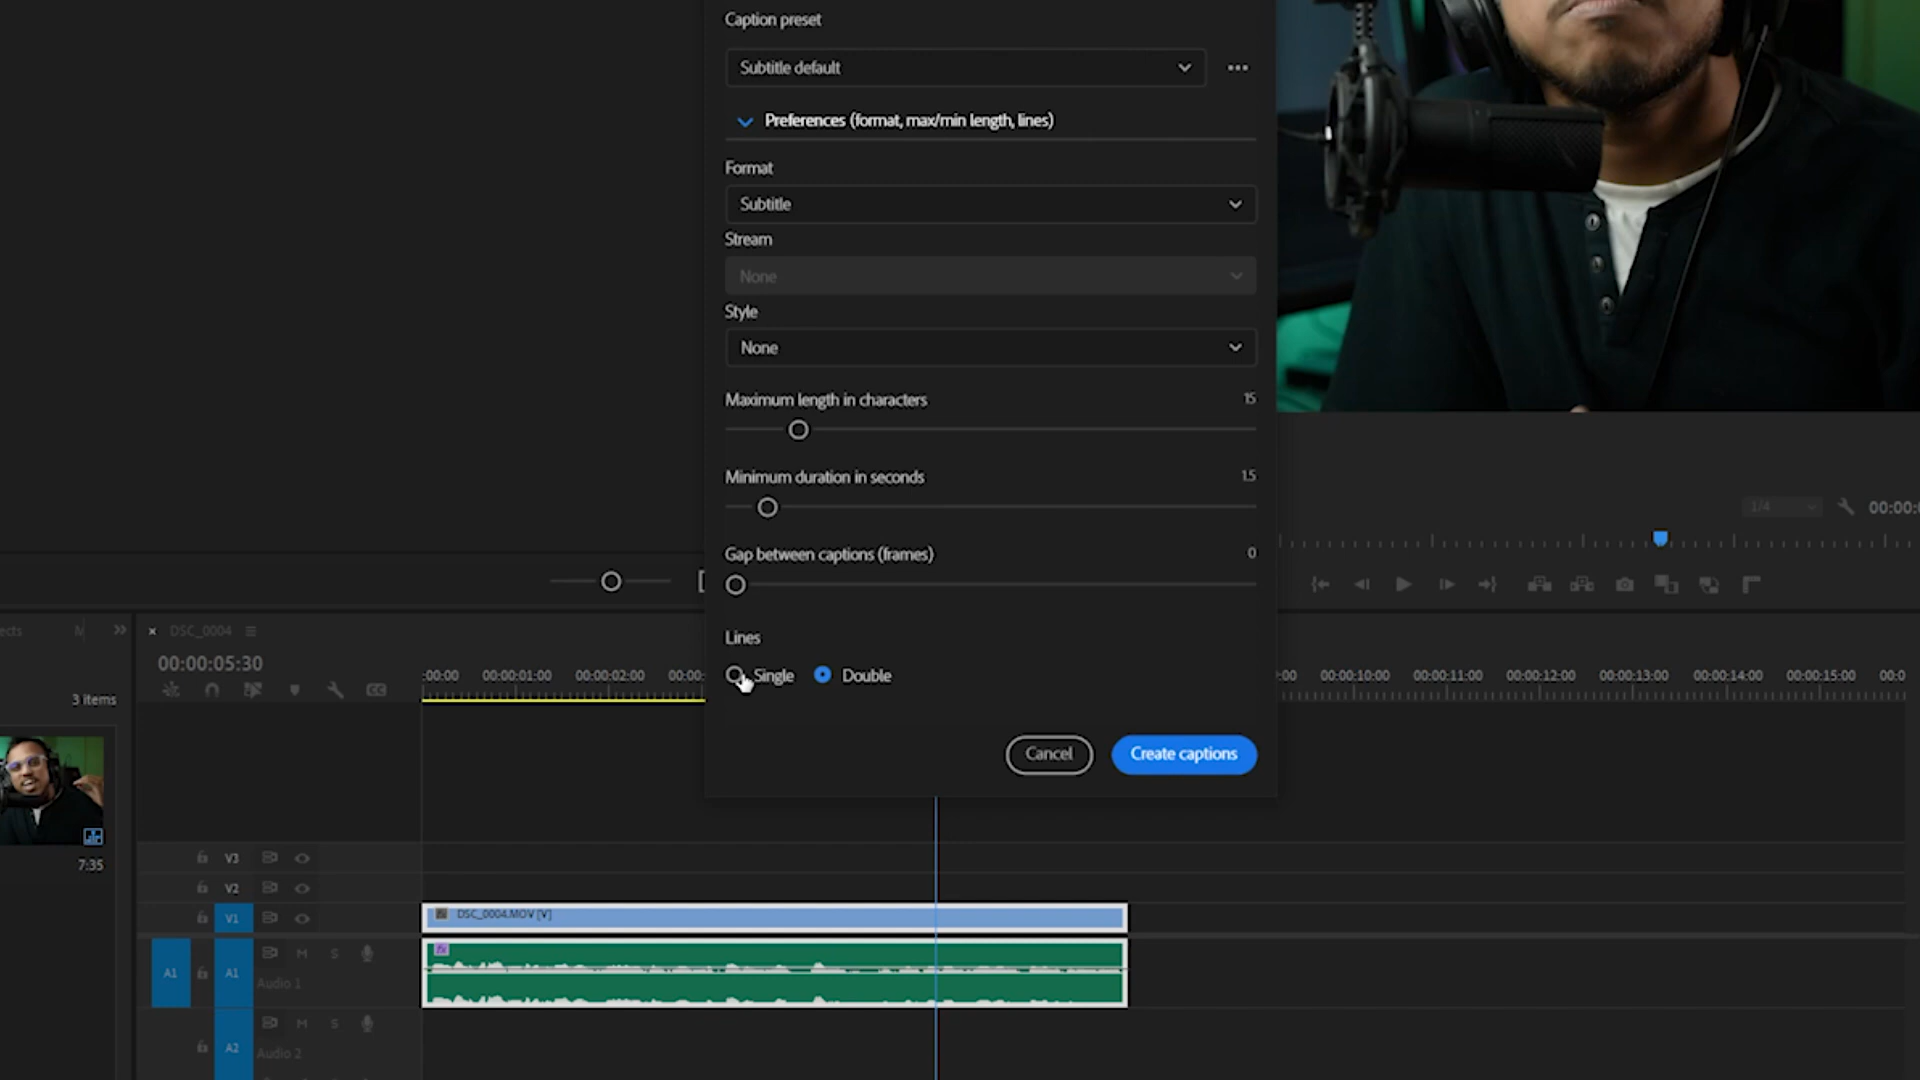 Caption preset
Subtitle default
Preferences (format, max/min length, lines)
Format
Subtitle
Stream
None
Style
None
Maximum length in characters 15
Minimum duration in seconds 1.5
Gap between captions (frames) 0
Lines
Single Double
Cancel Create captions
1/4
ects
DSC_0004
00:00:05:30
:00:00 00:00:01:00 00:00:02:00 00:00: :00 00:00:10:00 00:00:11:00 00:00:12:00 00:00:13:00 00:00:14:00 00:00:15:00 00:0
3 items
7:35
V3
V2
V1 DSC_0004.MOV [V]
fx
A1 A1 M S
Audio 1
A2 M S
Audio 2